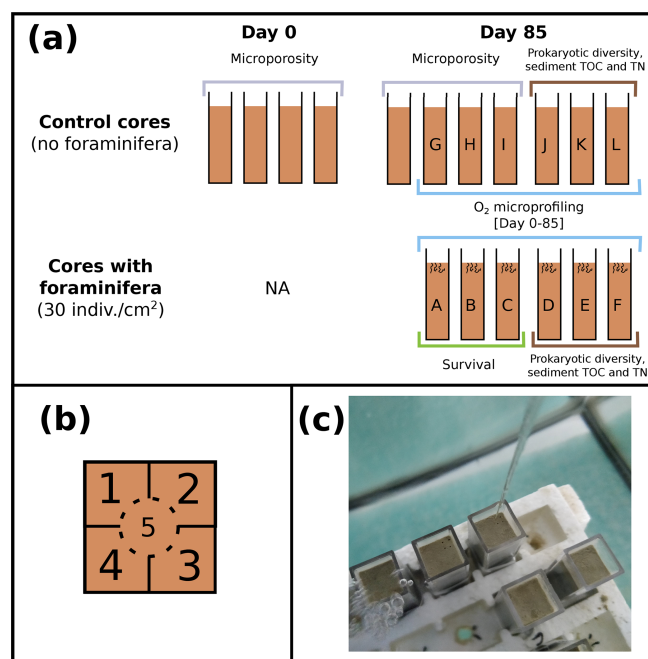 (a)
Day 0
Day 85
Microporosity
Microporosity
Prokaryotic diversity,
sediment TOC and TN
Control cores
(no foraminifera)
G H I J K L
O₂ microprofiling
[Day 0-85]
Cores with
foraminifera
(30 indiv./cm²)
NA
A B C D E F
Survival
Prokaryotic diversity,
sediment TOC and TN
(b)
1 2
5
4 3
(c)